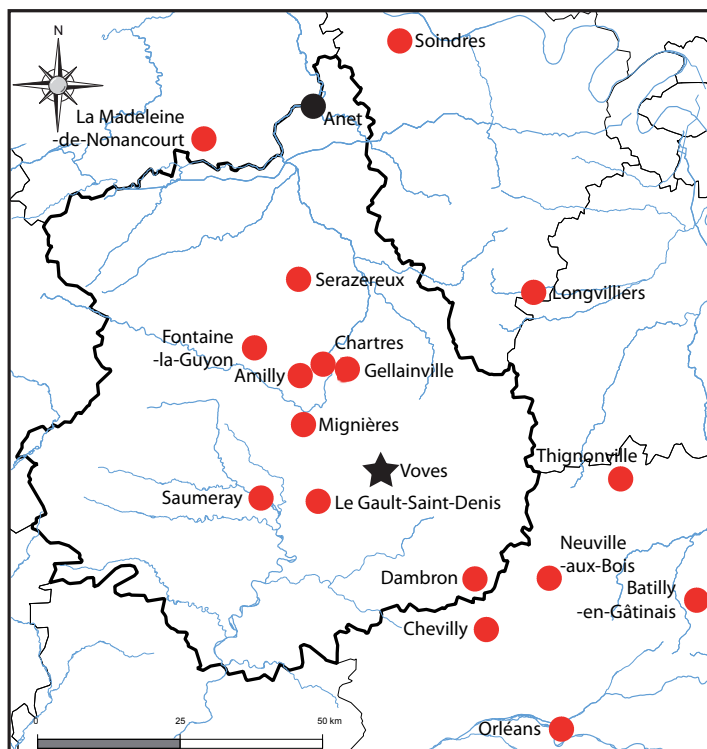 N
Soindres
Anet
La Madeleine
-de-Nonancourt
Serazereux
Longvilliers
Fontaine
-la-Guyon
Chartres
Amilly
Gellainville
Mignières
Voves
Thignonville
Saumeray
Le Gault-Saint-Denis
Neuville
-aux-Bois
Dambron
Batilly
-en-Gâtinais
Chevilly
Orléans
0
25
50 km